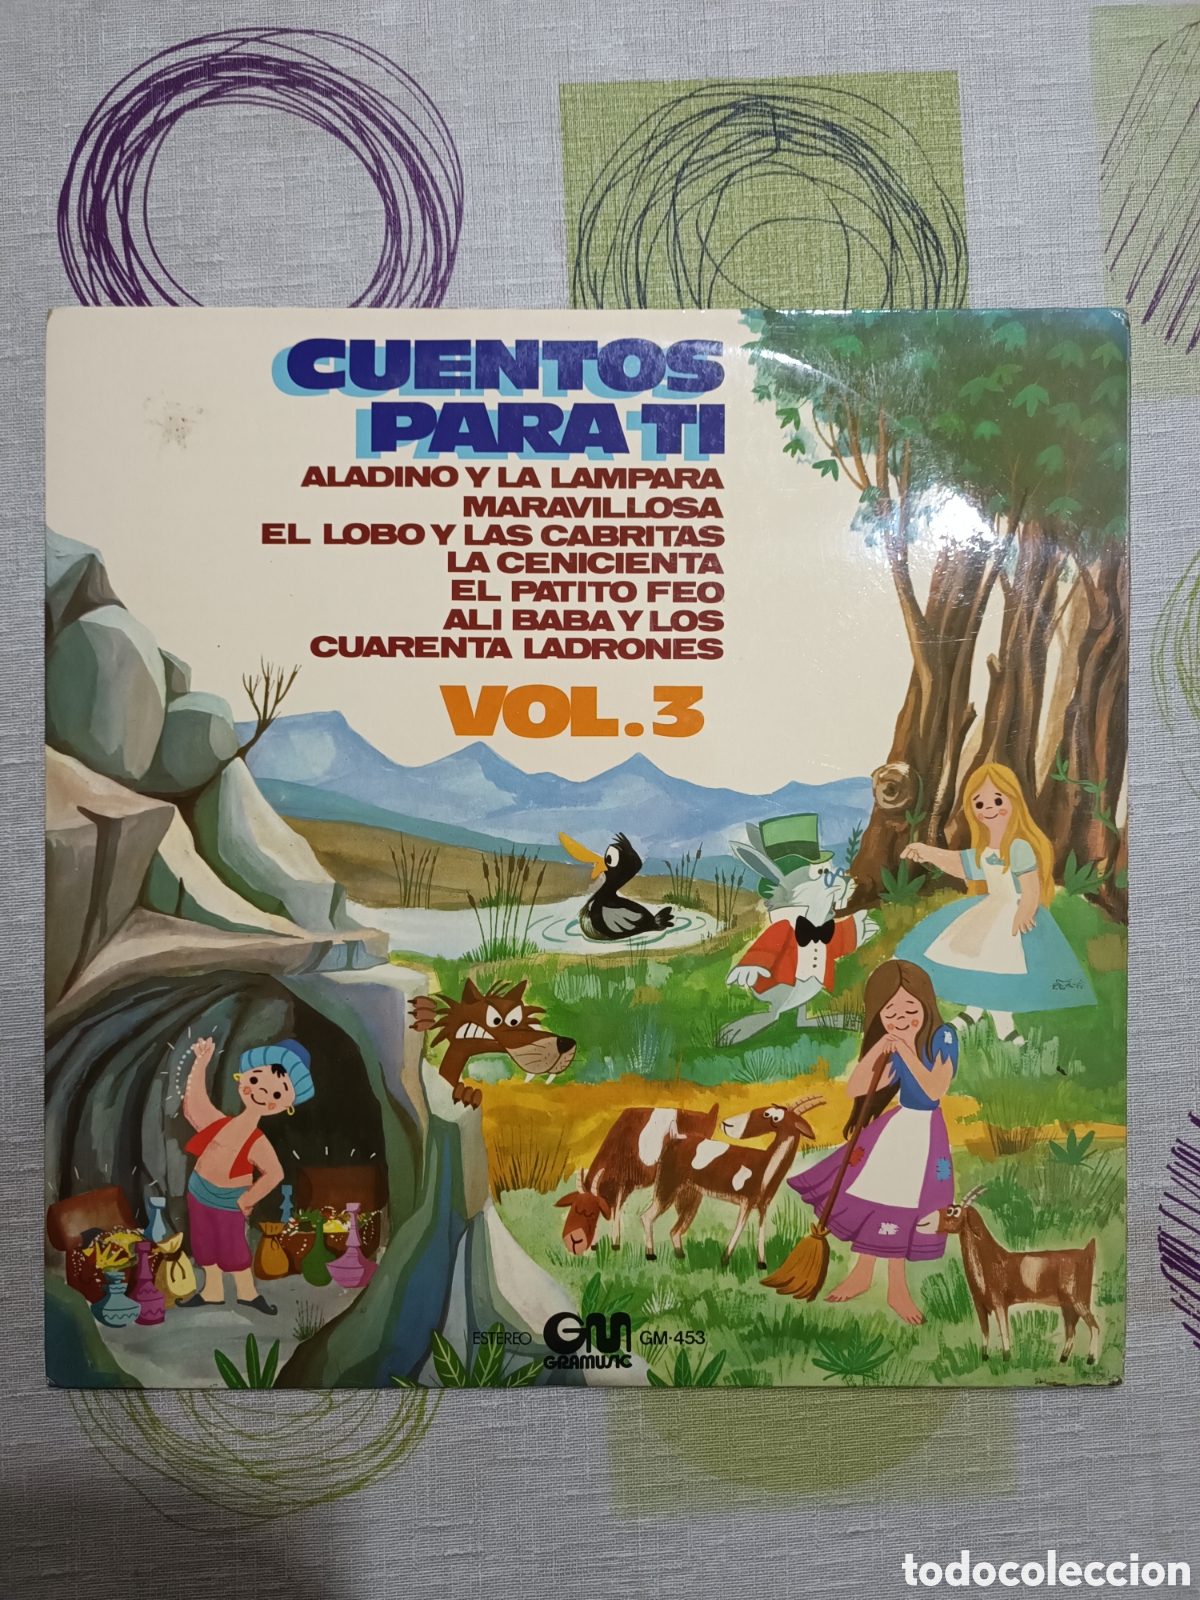 CUENTOS
PARA TI
ALADINO Y LA LAMPARA
MARAVILLOSA
EL LOBO Y LAS CABRITAS
LA CENICIENTA
EL PATITO FEO
ALI BABA Y LOS
CUARENTA LADRONES
VOL.3
ESTEREO GM GM-453
GRAMUSIC
todocoleccion